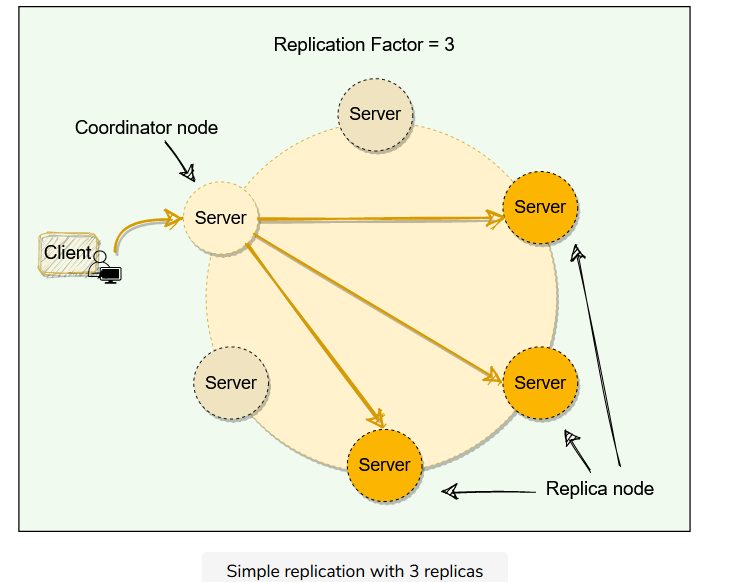 Replication Factor = 3
Server
Coordinator node
Server
Server
Client
Server
Server
Server
Replica node
Simple replication with 3 replicas